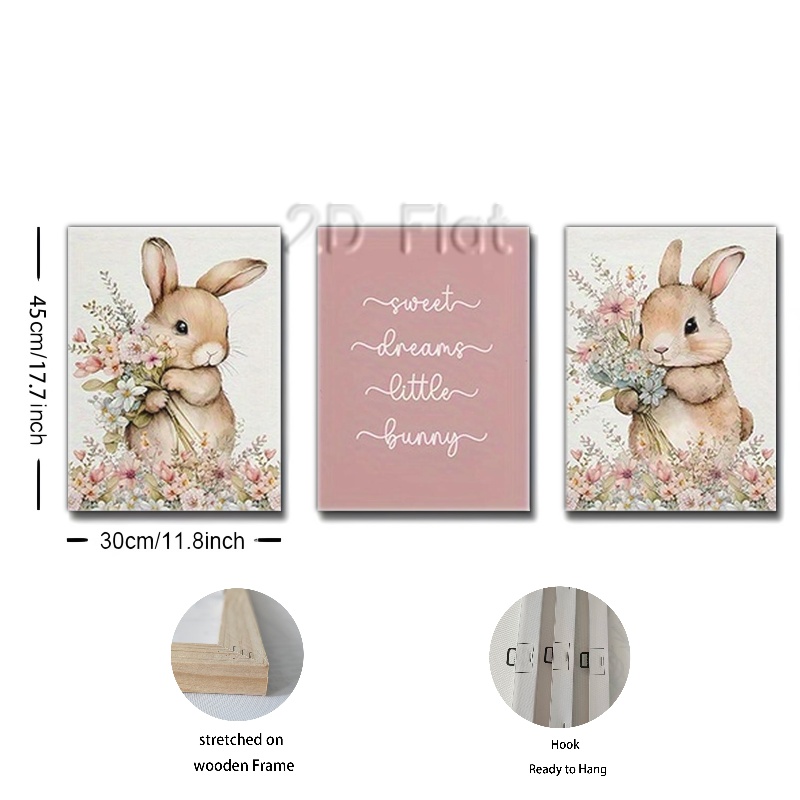 2.D Flat
sweet
dreams
little
bunny
45cm/17.7inch
30cm/11.8inch
stretched on
wooden Frame
Hook
Ready to Hang